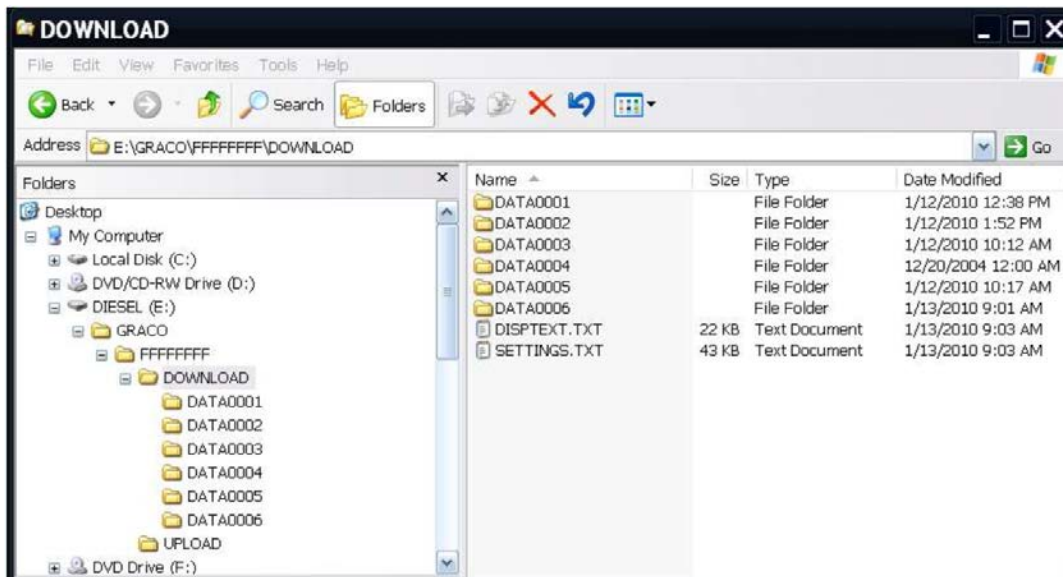 DOWNLOAD
File Edit View Favorites Tools Help
Back Search Folders
Address E:\GRACO\FFFFFFFF\DOWNLOAD Go
Folders x
Desktop
My Computer
Local Disk (C:)
DVD/CD-RW Drive (D:)
DIESEL (E:)
GRACO
FFFFFFFF
DOWNLOAD
DATA0001
DATA0002
DATA0003
DATA0004
DATA0005
DATA0006
UPLOAD
DVD Drive (F:)
Name Size Type Date Modified
DATA0001 File Folder 1/12/2010 12:38 PM
DATA0002 File Folder 1/12/2010 1:52 PM
DATA0003 File Folder 1/12/2010 10:12 AM
DATA0004 File Folder 12/20/2004 12:00 AM
DATA0005 File Folder 1/12/2010 10:17 AM
DATA0006 File Folder 1/13/2010 9:01 AM
DISPTEXT.TXT 22 KB Text Document 1/13/2010 9:03 AM
SETTINGS.TXT 43 KB Text Document 1/13/2010 9:03 AM